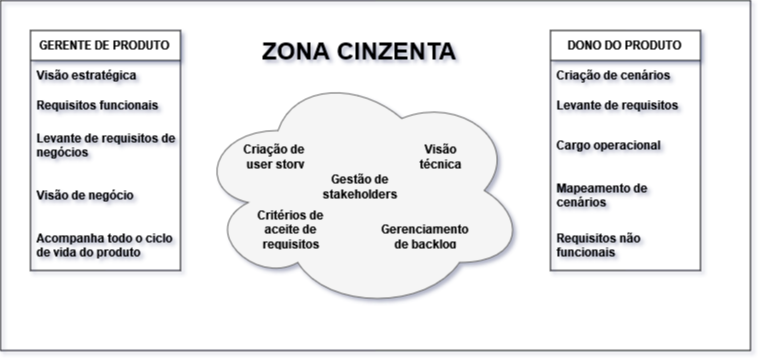 GERENTE DE PRODUTO
Visão estratégica
Requisitos funcionais
Levante de requisitos de
negócios
Visão de negócio
Acompanha todo o ciclo
de vida do produto
ZONA CINZENTA
Criação de
user story
Visão
técnica
Gestão de
stakeholders
Critérios de
aceite de
requisitos
Gerenciamento
de backlog
DONO DO PRODUTO
Criação de cenários
Levante de requisitos
Cargo operacional
Mapeamento de
cenários
Requisitos não
funcionais